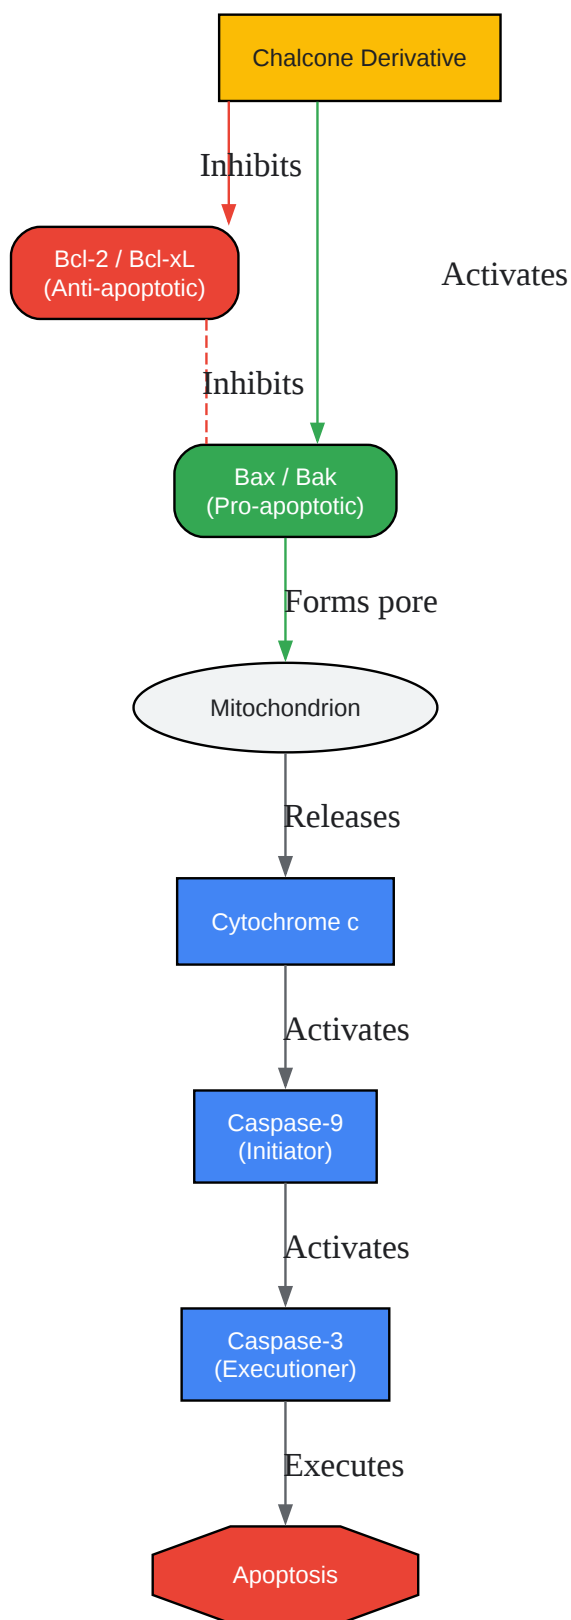 Chalcone Derivative
Inhibits
Bcl-2 / Bcl-xL
(Anti-apoptotic)
Activates
Inhibits
Bax / Bak
(Pro-apoptotic)
Forms pore
Mitochondrion
Releases
Cytochrome c
Activates
Caspase-9
(Initiator)
Activates
Caspase-3
(Executioner)
Executes
Apoptosis